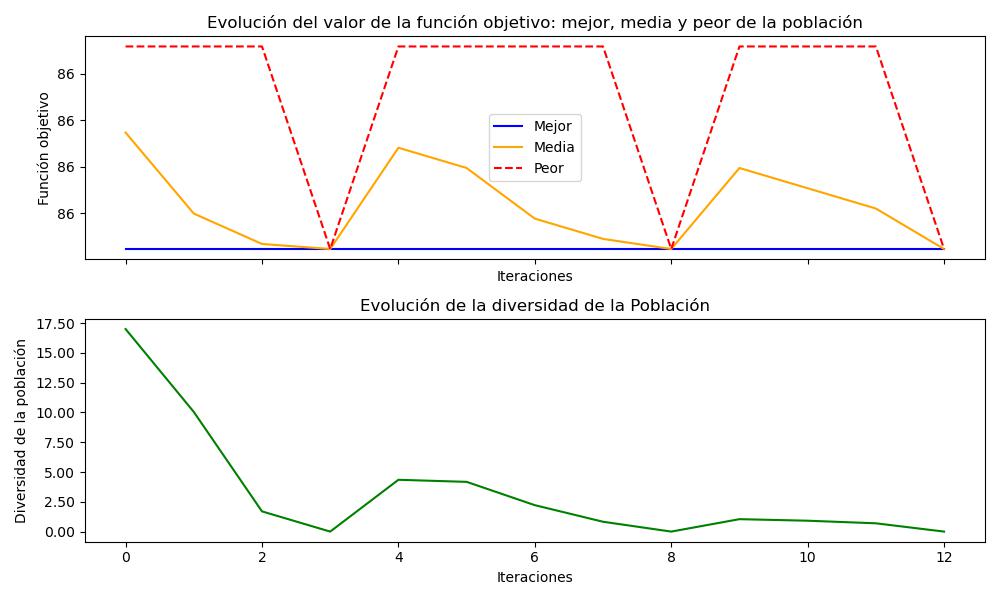 Evolución del valor de la función objetivo: mejor, media y peor de la población
Función objetivo
86
86
86
86
Mejor
Media
Peor
Iteraciones
Evolución de la diversidad de la Población
Diversidad de la población
17.50
15.00
12.50
10.00
7.50
5.00
2.50
0.00
0 2 4 6 8 10 12
Iteraciones